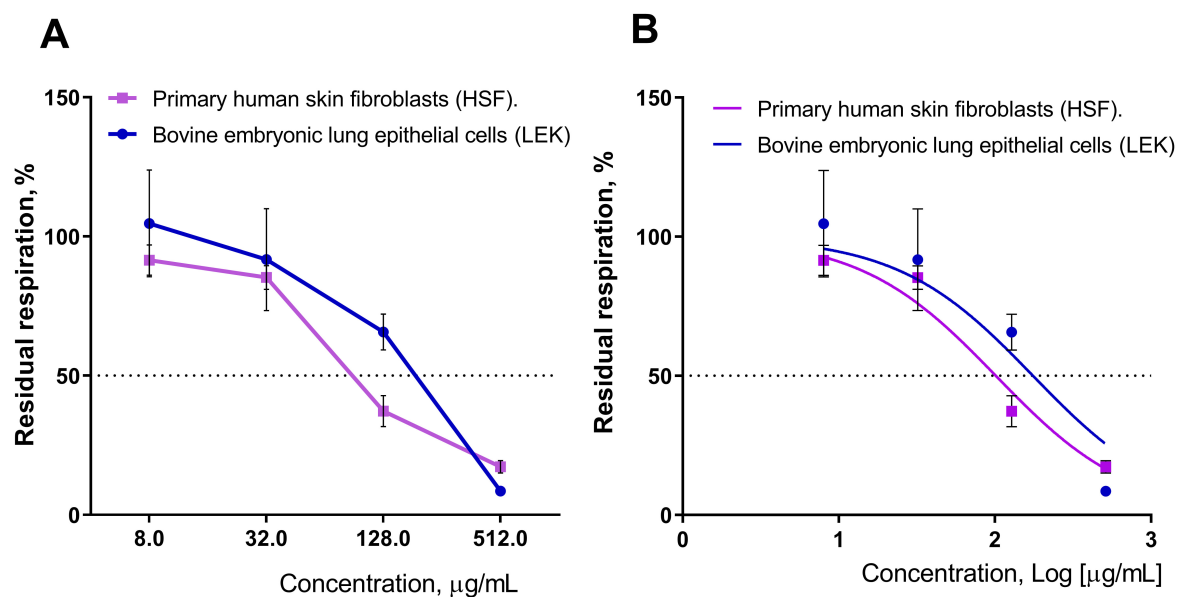 A
150
100
50
0
Residual respiration, %
Primary human skin fibroblasts (HSF).
Bovine embryonic lung epithelial cells (LEK)
8.0 32.0 128.0 512.0
Concentration, μg/mL
B
150
100
50
0
Residual respiration, %
Primary human skin fibroblasts (HSF).
Bovine embryonic lung epithelial cells (LEK)
0 1 2 3
Concentration, Log [μg/mL]